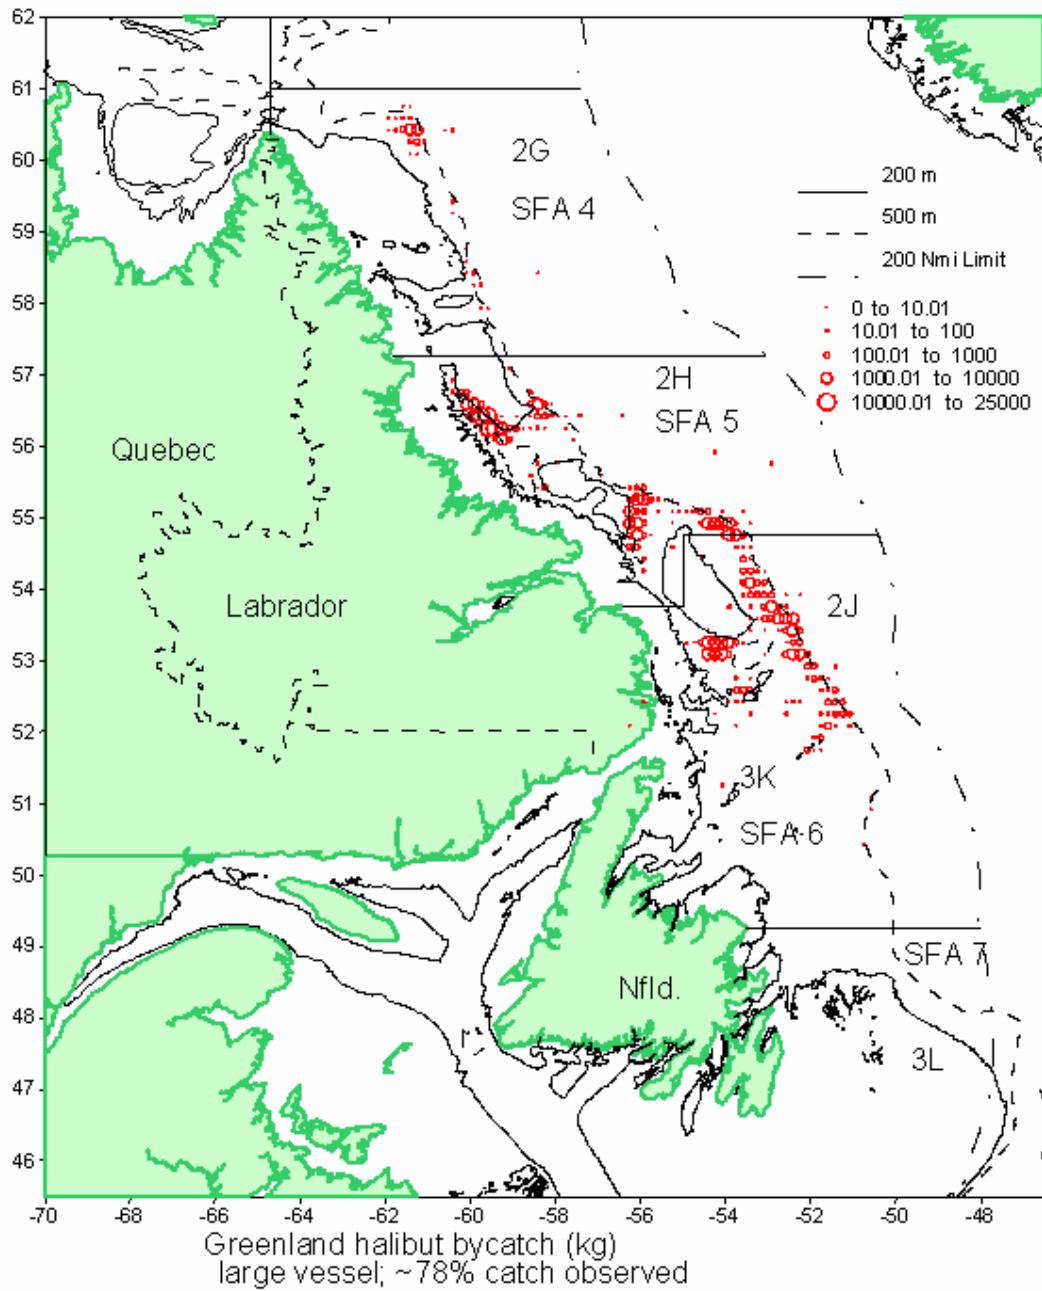 62
61
60
59
58
57
56
55
54
53
52
51
50
49
48
47
46
2G
SFA 4
200 m
500 m
200 Nmi Limit
0 to 10.01
10.01 to 100
100.01 to 1000
1000.01 to 10000
10000.01 to 25000
2H
SFA 5
Quebec
Labrador
2J
3K
SFA 6
SFA 7
Nfld.
3L
-70 -68 -66 -64 -62 -60 -58 -56 -54 -52 -50 -48
Greenland halibut bycatch (kg)
large vessel; ~78% catch observed